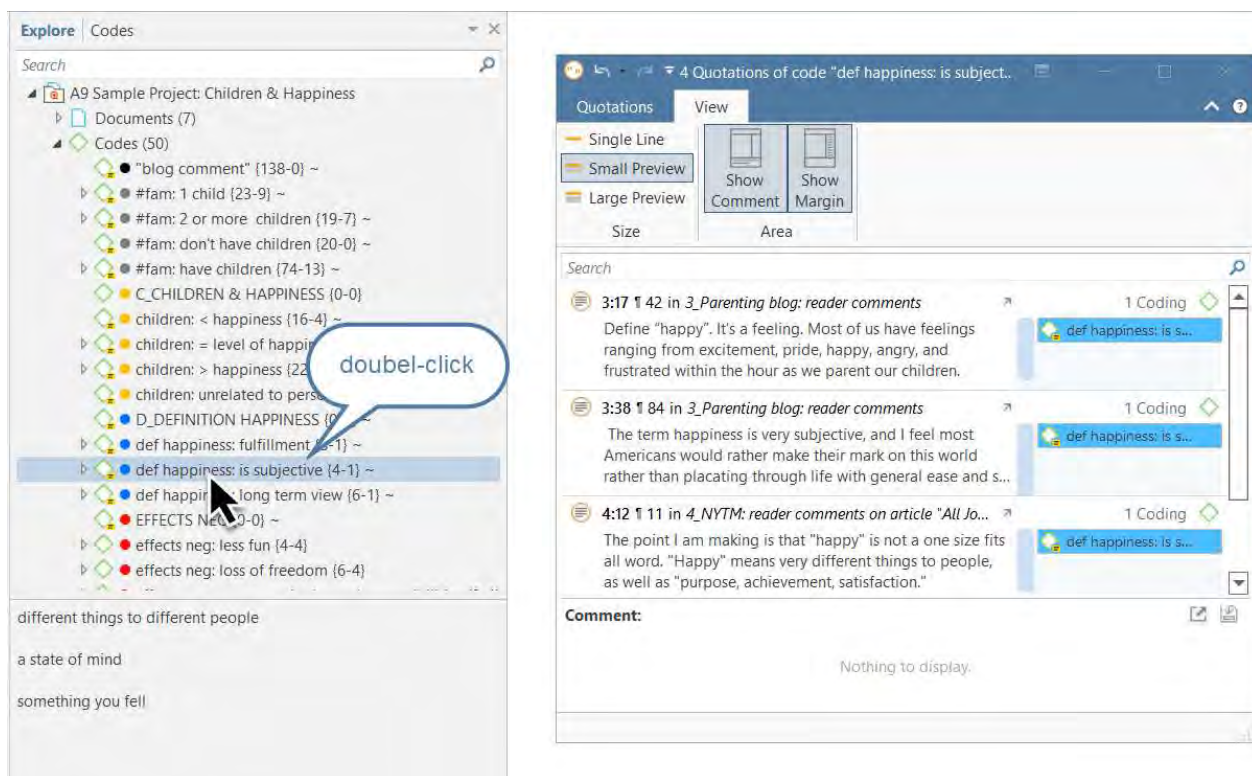 Explore Codes
Search
A9 Sample Project: Children & Happiness
Documents (7)
Codes (50)
"blog comment" {138-0} ~
#fam: 1 child {23-9} ~
#fam: 2 or more children {19-7} ~
#fam: don't have children {20-0} ~
#fam: have children {74-13} ~
C_CHILDREN & HAPPINESS {0-0}
children: < happiness {16-4} ~
children: = level of happin
children: > happiness {22
children: unrelated to perso
D_DEFINITION HAPPINESS {0
def happiness: fulfillment
-1} ~
def happiness: is subjective {4-1} ~
def happin
long term view {6-1} ~
EFFECTS NE
0-0} ~
effects neg: less fun {4-4}
effects neg: loss of freedom {6-4}
doubel-click
different things to different people
a state of mind
something you fell
4 Quotations of code "def happiness: is subject..
Quotations View
Single Line
Small Preview
Large Preview
Size
Show Comment
Show Margin
Area
Search
3:17 ¶ 42 in 3_Parenting blog: reader comments
1 Coding
Define "happy". It's a feeling. Most of us have feelings
ranging from excitement, pride, happy, angry, and
frustrated within the hour as we parent our children.
def happiness: is s...
3:38 ¶ 84 in 3_Parenting blog: reader comments
1 Coding
The term happiness is very subjective, and I feel most
Americans would rather make their mark on this world
rather than placating through life with general ease and s...
def happiness: is s...
4:12 ¶ 11 in 4_NYTM: reader comments on article "All Jo...
1 Coding
The point I am making is that "happy" is not a one size fits
all word. "Happy" means very different things to people,
as well as "purpose, achievement, satisfaction."
def happiness: is s...
Comment:
Nothing to display.